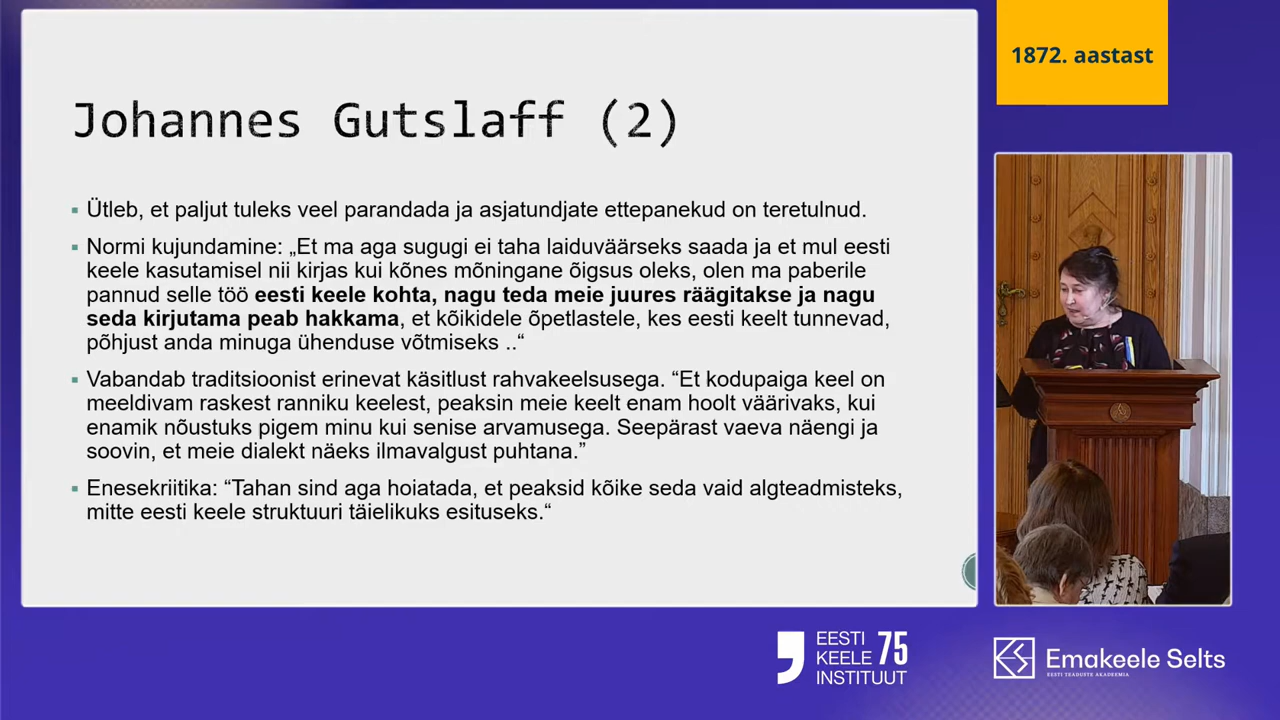 Johannes Gutslaff (2)
▪ Ütleb, et paljut tuleks veel parandada ja asjatundjate ettepanekud on teretulnud.
▪ Normi kujundamine: „Et ma aga sugugi ei taha laiduväärseks saada ja et mul eesti
keele kasutamisel nii kirjas kui kõnes mõningane õigsus oleks, olen ma paberile
pannud selle töö eesti keele kohta, nagu teda meie juures räägitakse ja nagu
seda kirjutama peab hakkana, et kõikidele õpetlastele, kes eesti keelt tunnevad,
põhjust anda minuga ühenduse võtmiseks ..“
▪ Vabandab traditsioonist erinevat käsitlust rahvakeelsusega. “Et kodupaiga keel on
meeldivam raskest ranniku keelest, peaksin meie keelt enam hoolt väärivaks, kui
enamik nõustuks pigem minu kui senise arvamusega. Seepärast vaeva näengi ja
soovin, et meie dialekt näeks ilmavalgust puhtana.”
▪ Enesekriitika: “Tahan sind aga hoiatada, et peaksid kõike seda vaid algteadmisteks,
mitte eesti keele struktuuri täielikuks esituseks.“
1872. aastast
EESTI
KEELE 75
INSTITUUT
Emakeele Selts
EESTI TEADUSTE AKADEEMIA